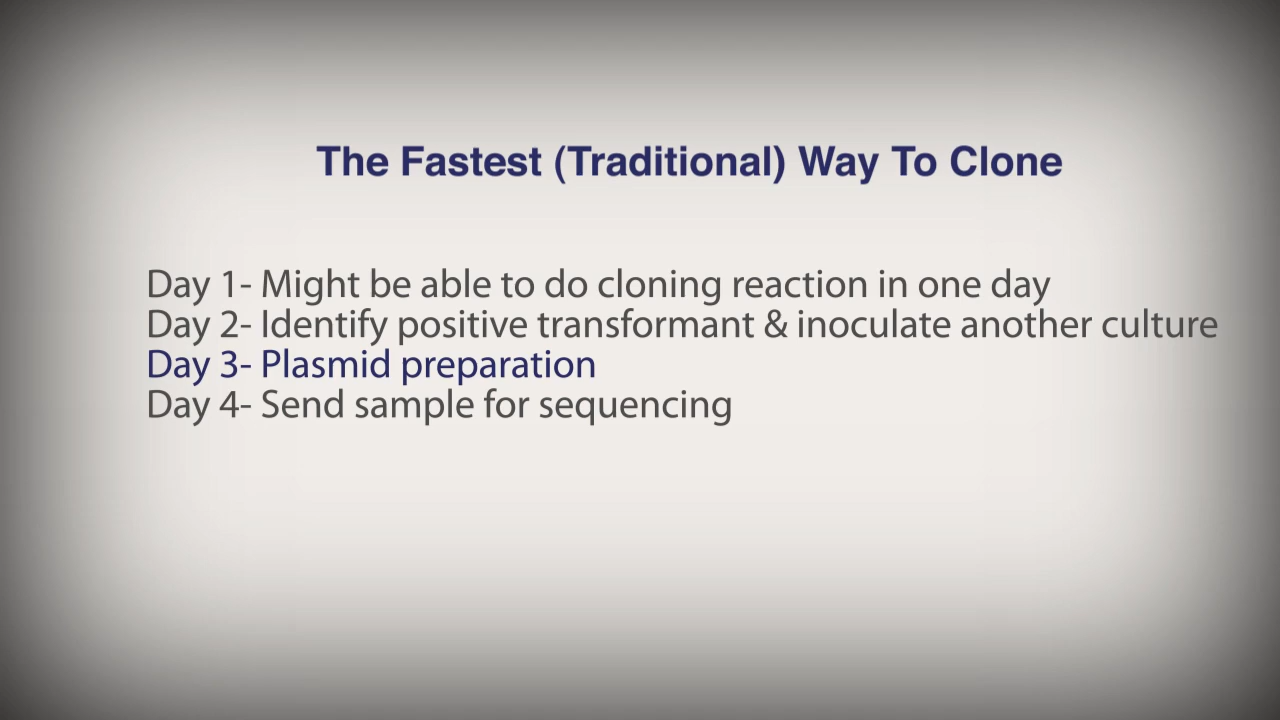 The Fastest (Traditional) Way To Clone
Day 1- Might be able to do cloning reaction in one day
Day 2- Identify positive transformant & inoculate another culture
Day 3- Plasmid preparation
Day 4- Send sample for sequencing